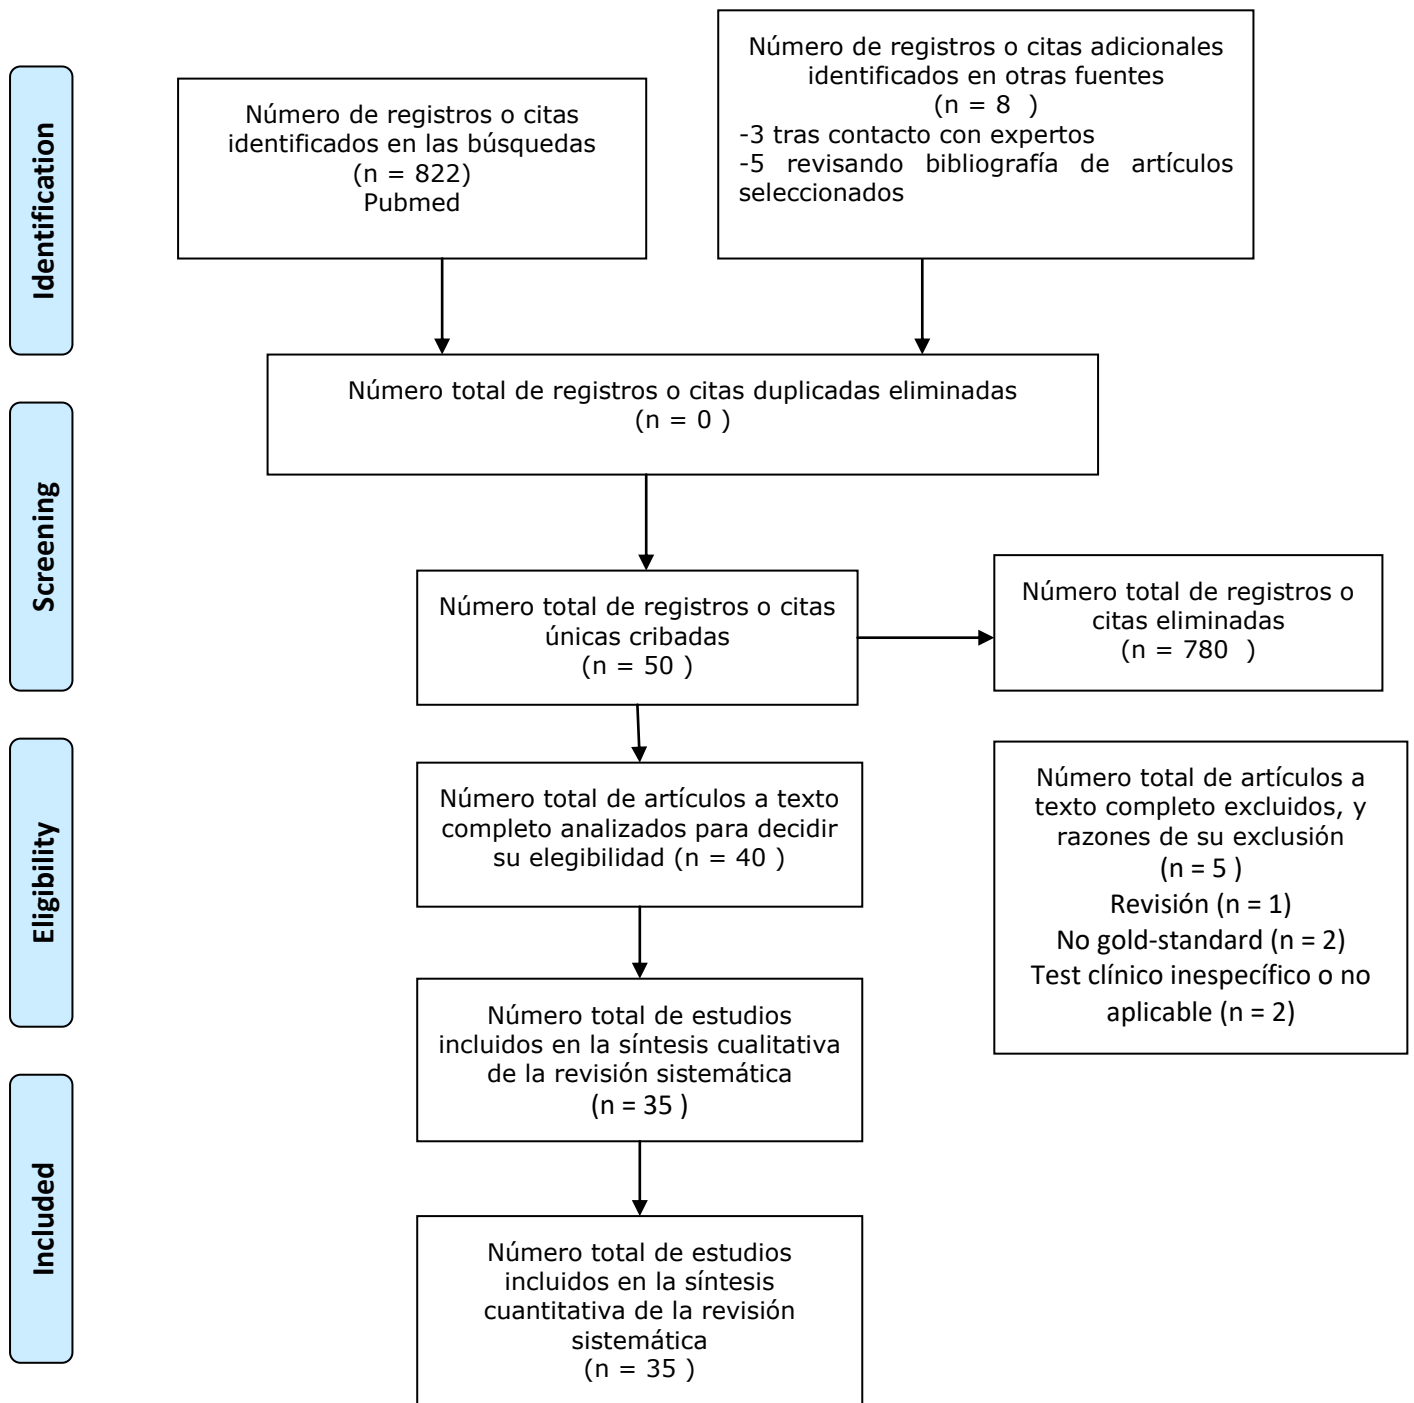 Identification
Número de registros o citas
identificados en las búsquedas
(n = 822)
Pubmed
Número de registros o citas adicionales
identificados en otras fuentes
(n = 8  )
-3 tras contacto con expertos
-5 revisando bibliografía de artículos
seleccionados
Número total de registros o citas duplicadas eliminadas
(n = 0 )
Screening
Número total de registros o citas
únicas cribadas
(n = 50 )
Número total de registros o
citas eliminadas
(n = 780  )
Eligibility
Número total de artículos a texto
completo analizados para decidir
su elegibilidad (n = 40 )
Número total de artículos a
texto completo excluidos, y
razones de su exclusión
(n = 5 )
Revisión (n = 1)
No gold-standard (n = 2)
Test clínico inespecífico o no
aplicable (n = 2)
Número total de estudios
incluidos en la síntesis cualitativa
de la revisión sistemática
(n = 35 )
Included
Número total de estudios
incluidos en la síntesis
cuantitativa de la revisión
sistemática
(n = 35 )